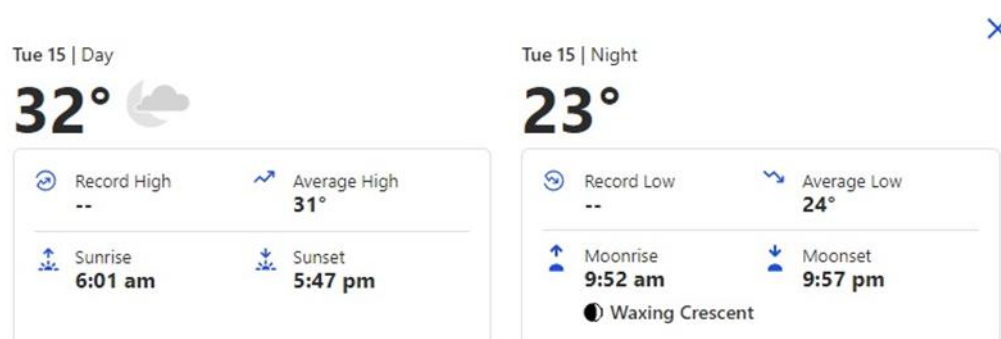 Tue 15 | Day
32°
Record High
--
Average High
31°
Sunrise
6:01 am
Sunset
5:47 pm
Tue 15 | Night
23°
Record Low
--
Average Low
24°
Moonrise
9:52 am
Moonset
9:57 pm
Waxing Crescent